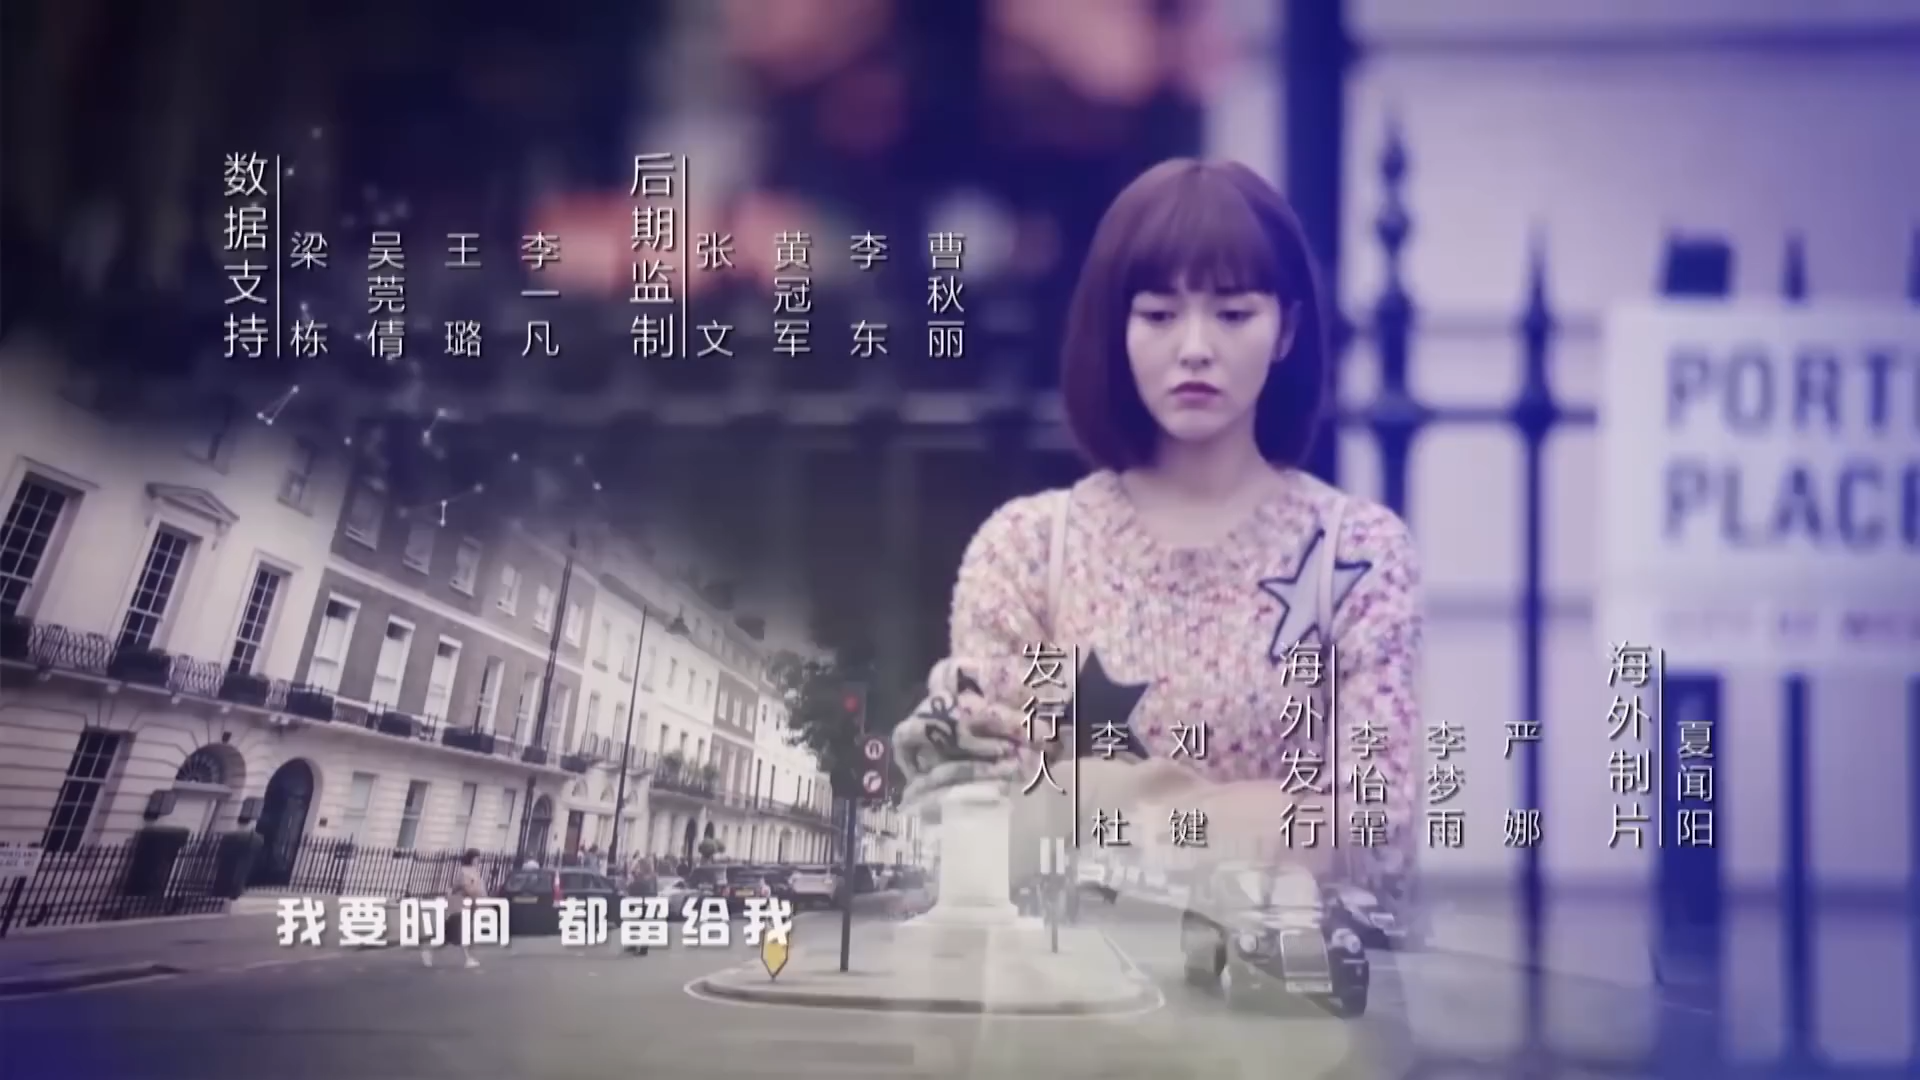 数据支持
梁栋
吴莞倩
王璐
李一凡
后期监制
张文
黄冠军
李东
曹秋丽
PORT
PLACE
发行人
李杜
刘键
海外发行
李怡霏
李梦雨
严娜
海外制片
夏闻阳
我要时间 都留给我